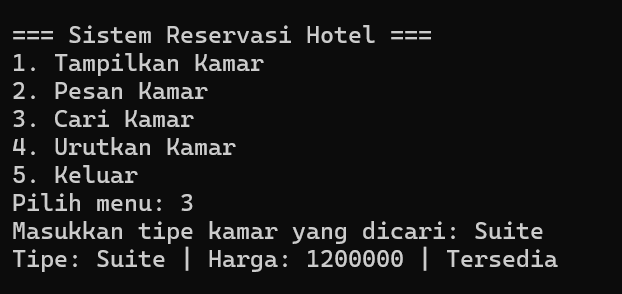 === Sistem Reservasi Hotel ===
1. Tampilkan Kamar
2. Pesan Kamar
3. Cari Kamar
4. Urutkan Kamar
5. Keluar
Pilih menu: 3
Masukkan tipe kamar yang dicari: Suite
Tipe: Suite | Harga: 1200000 | Tersedia